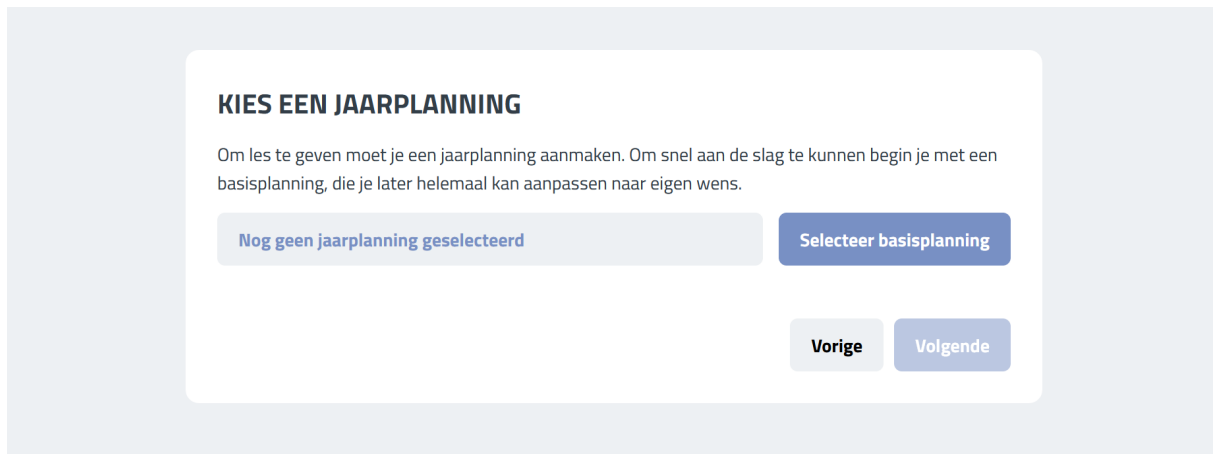 KIES EEN JAARPLANNING
Om les te geven moet je een jaarplanning aanmaken. Om snel aan de slag te kunnen begin je met een
basisplanning, die je later helemaal kan aanpassen naar eigen wens.
Nog geen jaarplanning geselecteerd
Selecteer basisplanning
Vorige
Volgende